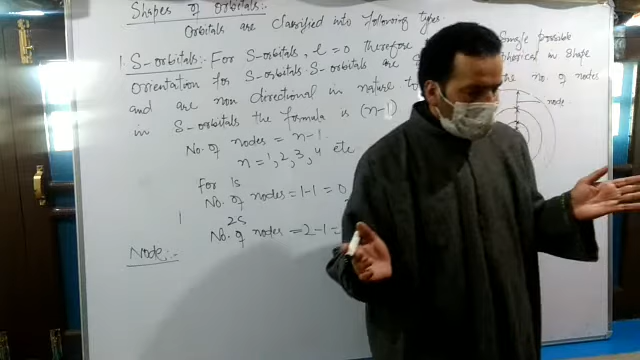 Shapes of Orbitals:-
Orbitals are classified into following types.
1. S-orbitals:- For S-orbitals, l=0 Therefore Single possible
orientation for S-orbitals. S-orbitals are Spherical in Shape
and are non directional in nature to the no. of nodes
in S-orbitals the formula is (n-1)
node.
No. of nodes = n-1.
n = 1, 2, 3, 4 etc
For 1s
No. of nodes = 1-1 = 0
2s
No. of nodes = 2-1 =
Node:-